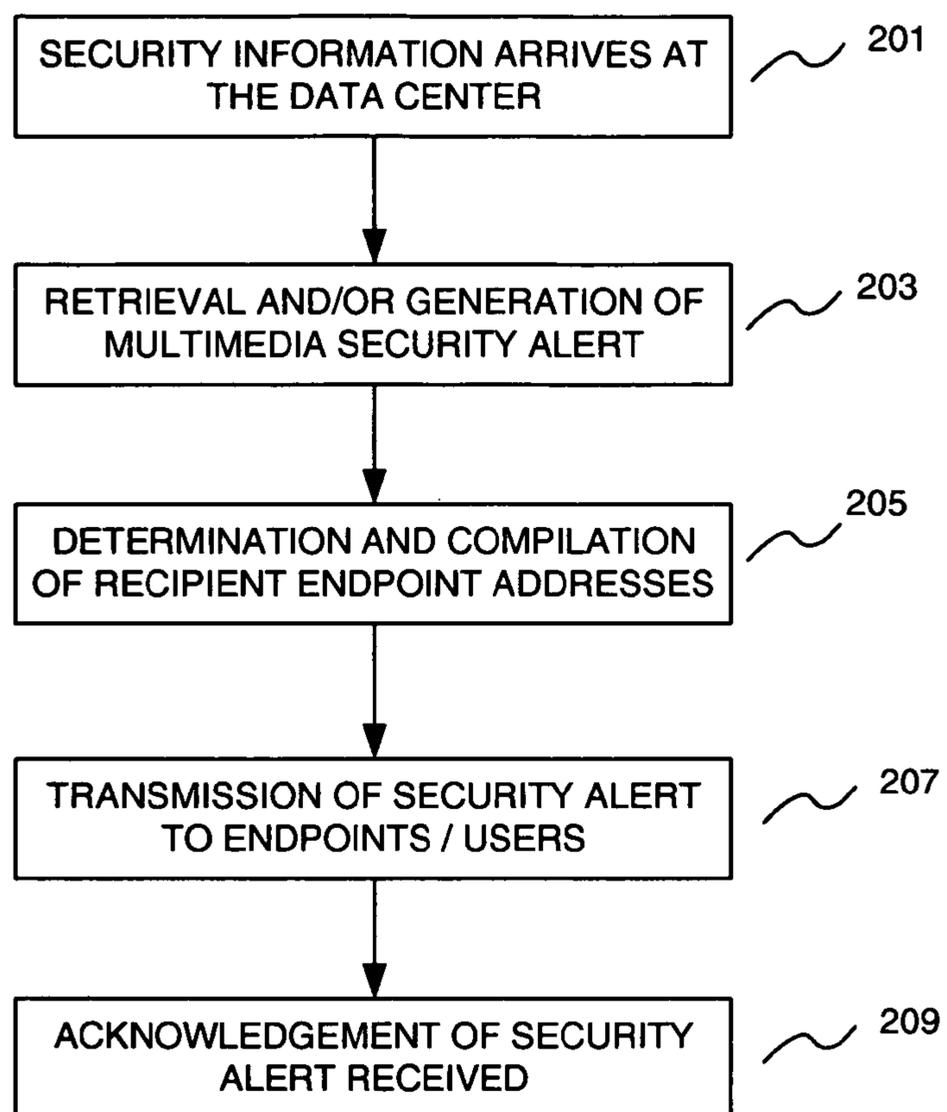 SECURITY INFORMATION ARRIVES AT
THE DATA CENTER
201
RETRIEVAL AND/OR GENERATION OF
MULTIMEDIA SECURITY ALERT
203
DETERMINATION AND COMPILATION
OF RECIPIENT ENDPOINT ADDRESSES
205
TRANSMISSION OF SECURITY ALERT
TO ENDPOINTS / USERS
207
ACKNOWLEDGEMENT OF SECURITY
ALERT RECEIVED
209